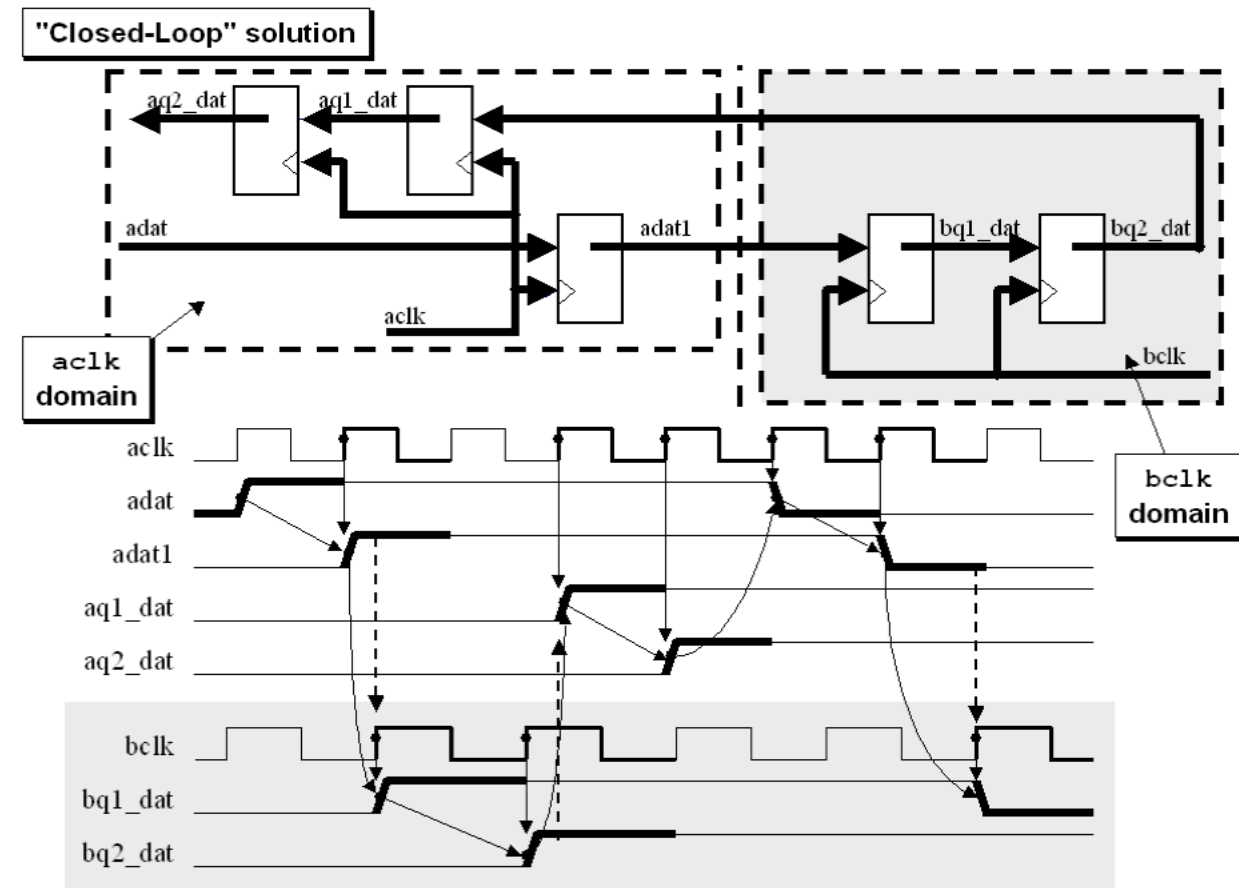 "Closed-Loop" solution
aq2_dat
aq1_dat
adat
adat1
bq1_dat
bq2_dat
aclk
bclk
aclk
domain
bclk
domain
aclk
adat
adat1
aq1_dat
aq2_dat
bclk
bq1_dat
bq2_dat